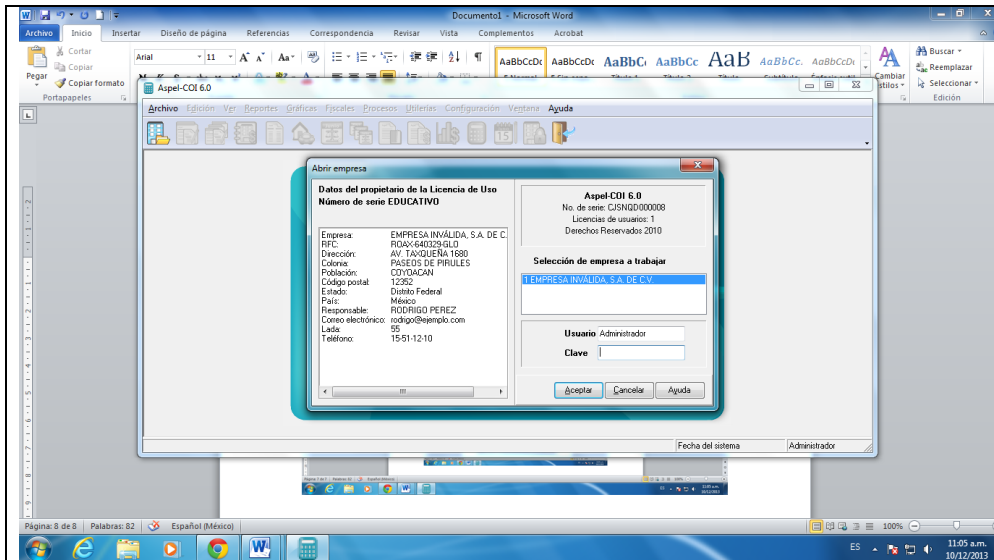 Documento1 - Microsoft Word
Archivo Inicio Insertar Diseño de página Referencias Correspondencia Revisar Vista Complementos Acrobat
Pegar
Cortar
Copiar
Copiar formato
Portapapeles
Arial 11
AaBbCcDc AaBbCcDc AaBbC AaBbCc AaB AaBbCc. AaBbCcDc
Cambiar
estilos
Buscar
Reemplazar
Seleccionar
Edición
Aspel-COI 6.0
Archivo Edición Ver Reportes Gráficas Fiscales Procesos Utilerías Configuración Ventana Ayuda
Abrir empresa
Datos del propietario de la Licencia de Uso
Número de serie EDUCATIVO
Empresa: EMPRESA INVÁLIDA, S.A. DE C.
RFC: ROAX-640329-GL0
Dirección: AV. TAXQUEÑA 1680
Colonia: PASEOS DE PIRULES
Población: COYOACAN
Código postal: 12352
Estado: Distrito Federal
País: México
Responsable: RODRIGO PEREZ
Correo electrónico: rodrigo@ejemplo.com
Lada: 55
Teléfono: 15-51-12-10
Aspel-COI 6.0
No. de serie: CJSNQD000008
Licencias de usuarios: 1
Derechos Reservados 2010
Selección de empresa a trabajar
1 EMPRESA INVÁLIDA, S.A. DE C.V.
Usuario Administrador
Clave
Aceptar Cancelar Ayuda
Fecha del sistema Administrador
Página: 8 de 8 Palabras: 82 Español (México) 100%
ES 11:05 a.m.
10/12/2013